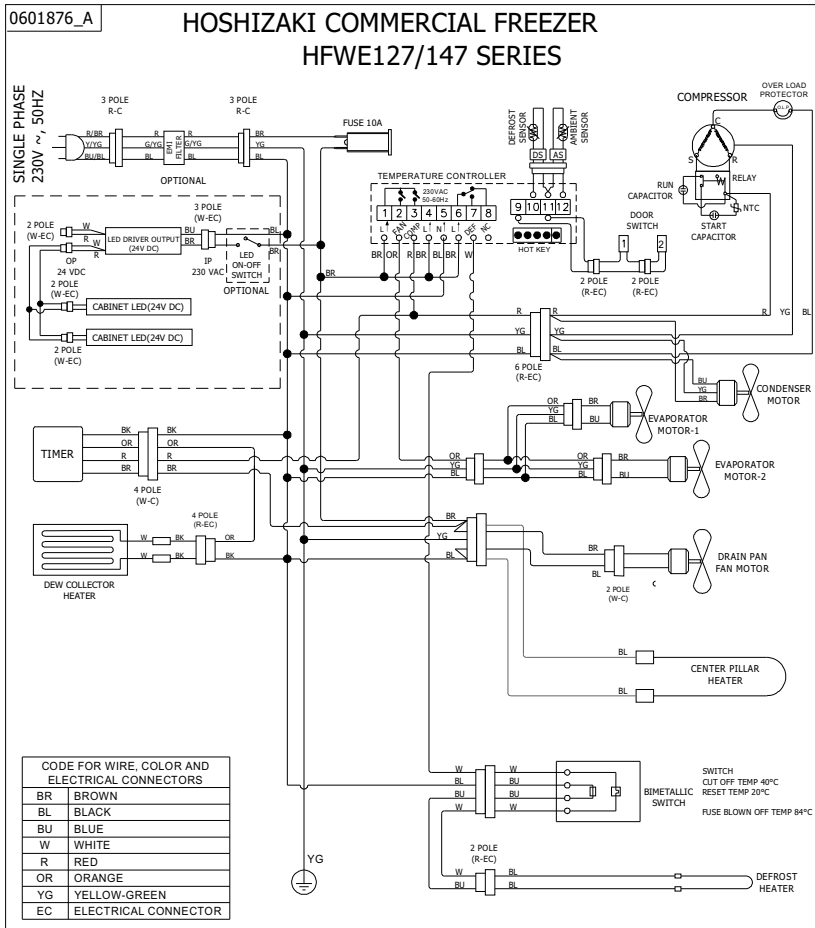 0601876_A
HOSHIZAKI COMMERCIAL FREEZER
HFWE127/147 SERIES
SINGLE PHASE
230V ~, 50HZ
3 POLE
R-C
3 POLE
R-C
R/BR
Y/YG
BU/BL
R
G/YG
BL
EMI
FILTER
R
G/YG
BL
BR
YG
BL
OPTIONAL
FUSE 10A
DEFROST
SENSOR
AMBIENT
SENSOR
DS
AS
COMPRESSOR
OVER LOAD
PROTECTOR
O.L.P
C
S
R
RELAY
NTC
RUN
CAPACITOR
START
CAPACITOR
TEMPERATURE CONTROLLER
230VAC
50-60Hz
1 2 3 4 5 6 7 8
L FAN COMP L N L DEF NC
9 10 11 12
HOT KEY
DOOR
SWITCH
1
2
2 POLE
(R-EC)
2 POLE
(R-EC)
BR OR R BR BL BR W
BR
2 POLE
(W-EC)
W
R
W
R
LED DRIVER OUTPUT
(24V DC)
3 POLE
(W-EC)
BU
BR
BL
BR
OP
24 VDC
IP
230 VAC
LED
ON-OFF
SWITCH
OPTIONAL
2 POLE
(W-EC)
CABINET LED(24V DC)
CABINET LED(24V DC)
2 POLE
(W-EC)
R
YG
BL
R
YG
BL
6 POLE
(R-EC)
R
YG
BL
BU
YG
BR
CONDENSER
MOTOR
OR
YG
BL
BR
BU
EVAPORATOR
MOTOR-1
OR
YG
BL
OR
YG
BL
BR
BU
EVAPORATOR
MOTOR-2
TIMER
BK
OR
R
BR
BK
OR
R
BR
4 POLE
(W-C)
4 POLE
(R-EC)
W
BK
OR
W
BK
BK
DEW COLLECTOR
HEATER
BR
YG
BL
BR
BL
2 POLE
(W-C)
DRAIN PAN
FAN MOTOR
BL
BL
CENTER PILLAR
HEATER
W
BL
BU
W
W
BU
BU
W
BIMETALLIC
SWITCH
SWITCH
CUT OFF TEMP 40°C
RESET TEMP 20°C
FUSE BLOWN OFF TEMP 84°C
2 POLE
(R-EC)
W
BU
BL
BL
DEFROST
HEATER
YG
CODE FOR WIRE, COLOR AND
ELECTRICAL CONNECTORS
BR BROWN
BL BLACK
BU BLUE
W WHITE
R RED
OR ORANGE
YG YELLOW-GREEN
EC ELECTRICAL CONNECTOR